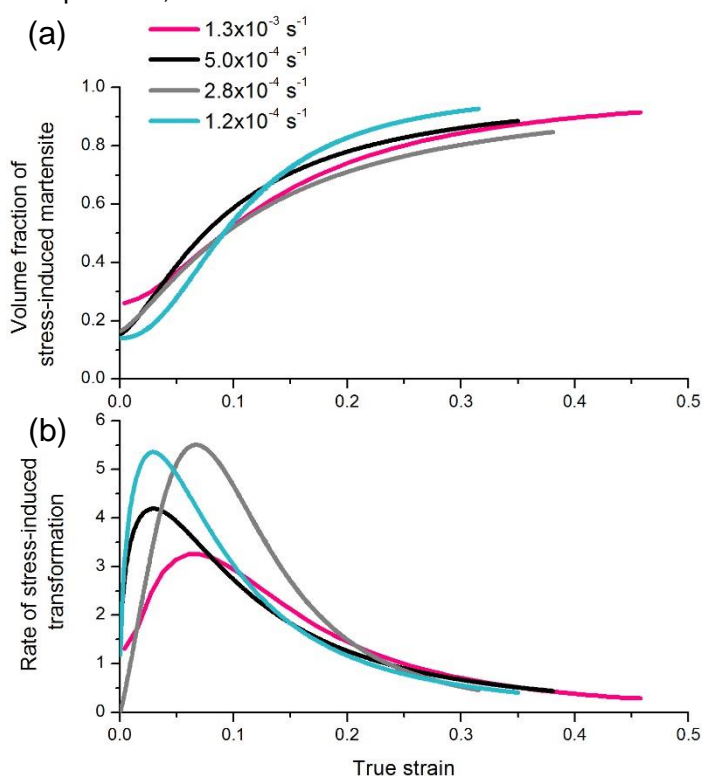 (a)
1.3x10⁻³ s⁻¹
5.0x10⁻⁴ s⁻¹
2.8x10⁻⁴ s⁻¹
1.2x10⁻⁴ s⁻¹
1.0
0.8
0.6
0.4
0.2
0.0
Volume fraction of
stress-induced martensite
0.0 0.1 0.2 0.3 0.4 0.5
(b)
6
5
4
3
2
1
0
Rate of stress-induced
transformation
0.0 0.1 0.2 0.3 0.4 0.5
True strain